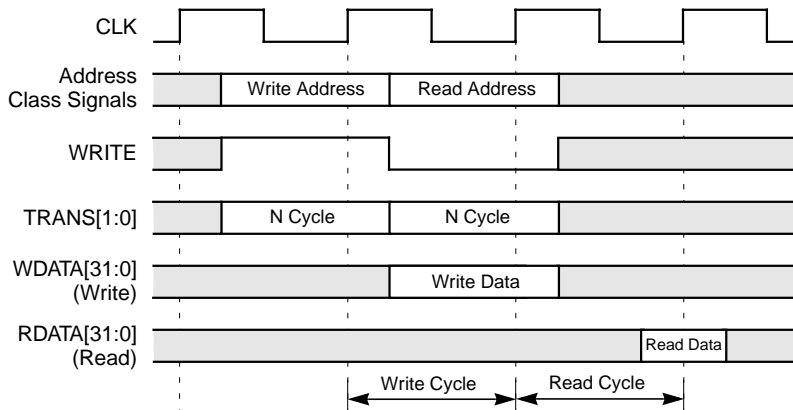 CLK
Address
Class Signals
Write Address
Read Address
WRITE
TRANS[1:0]
N Cycle
N Cycle
WDATA[31:0]
(Write)
Write Data
RDATA[31:0]
(Read)
Read Data
Write Cycle
Read Cycle